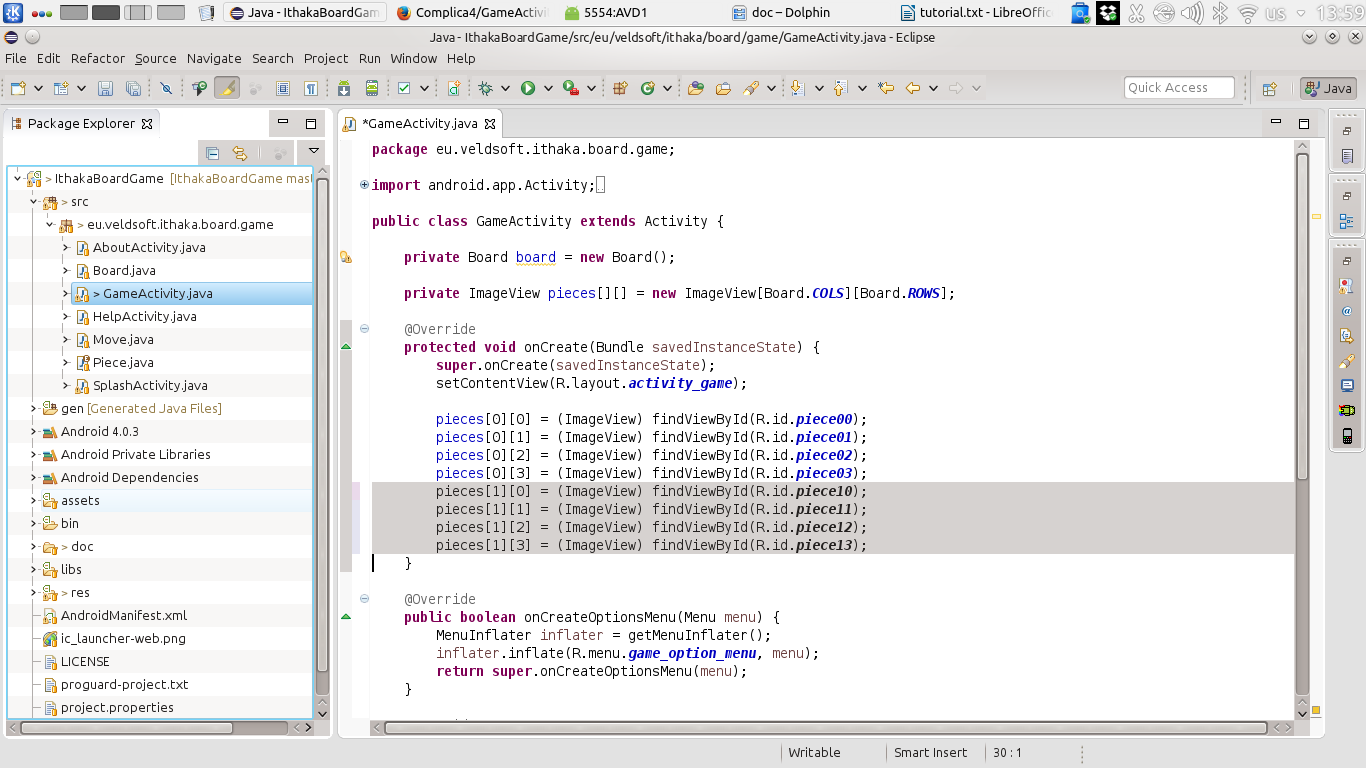 Java - IthakaBoardGam
Complica4/GameActivi
5554:AVD1
doc – Dolphin
tutorial.txt - LibreOffic
us
13:59
Java - IthakaBoardGame/src/eu/veldsoft/ithaka/board/game/GameActivity.java - Eclipse
File Edit Refactor Source Navigate Search Project Run Window Help
Quick Access
Java
Package Explorer
> IthakaBoardGame [IthakaBoardGame mast
> src
> eu.veldsoft.ithaka.board.game
AboutActivity.java
Board.java
> GameActivity.java
HelpActivity.java
Move.java
Piece.java
SplashActivity.java
gen [Generated Java Files]
Android 4.0.3
Android Private Libraries
Android Dependencies
assets
bin
> doc
libs
> res
AndroidManifest.xml
ic_launcher-web.png
LICENSE
proguard-project.txt
project.properties
*GameActivity.java
package eu.veldsoft.ithaka.board.game;
import android.app.Activity;
public class GameActivity extends Activity {
private Board board = new Board();
private ImageView pieces[][] = new ImageView[Board.COLS][Board.ROWS];
@Override
protected void onCreate(Bundle savedInstanceState) {
super.onCreate(savedInstanceState);
setContentView(R.layout.activity_game);
pieces[0][0] = (ImageView) findViewById(R.id.piece00);
pieces[0][1] = (ImageView) findViewById(R.id.piece01);
pieces[0][2] = (ImageView) findViewById(R.id.piece02);
pieces[0][3] = (ImageView) findViewById(R.id.piece03);
pieces[1][0] = (ImageView) findViewById(R.id.piece10);
pieces[1][1] = (ImageView) findViewById(R.id.piece11);
pieces[1][2] = (ImageView) findViewById(R.id.piece12);
pieces[1][3] = (ImageView) findViewById(R.id.piece13);
}
@Override
public boolean onCreateOptionsMenu(Menu menu) {
MenuInflater inflater = getMenuInflater();
inflater.inflate(R.menu.game_option_menu, menu);
return super.onCreateOptionsMenu(menu);
}
Writable
Smart Insert
30 : 1